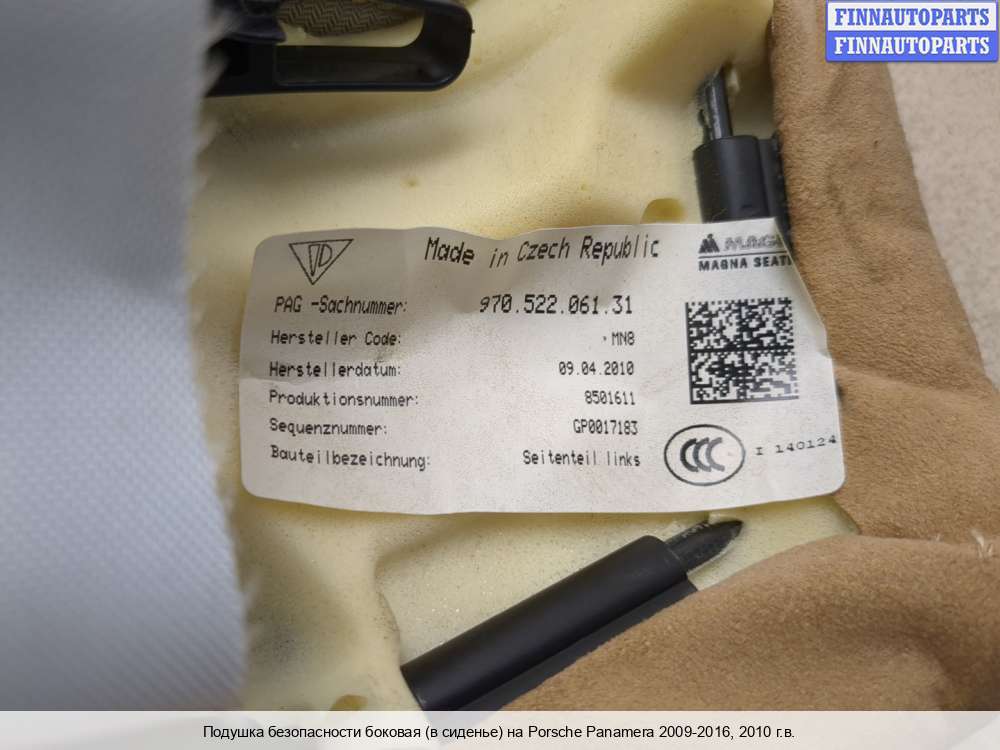 FINNAUTOPARTS
FINNAUTOPARTS
Made in Czech Republic
MAGNA
PAG -Sachnummer: 970.522.061.31
Hersteller Code: MN8
Herstellerdatum: 09.04.2010
Produktionsnummer: 8501611
Sequenznummer: GP0017183
Bauteilbezeichnung: Seitenteil links
CCC I 140124
Подушка безопасности боковая (в сиденье) на Porsche Panamera 2009-2016, 2010 г.в.